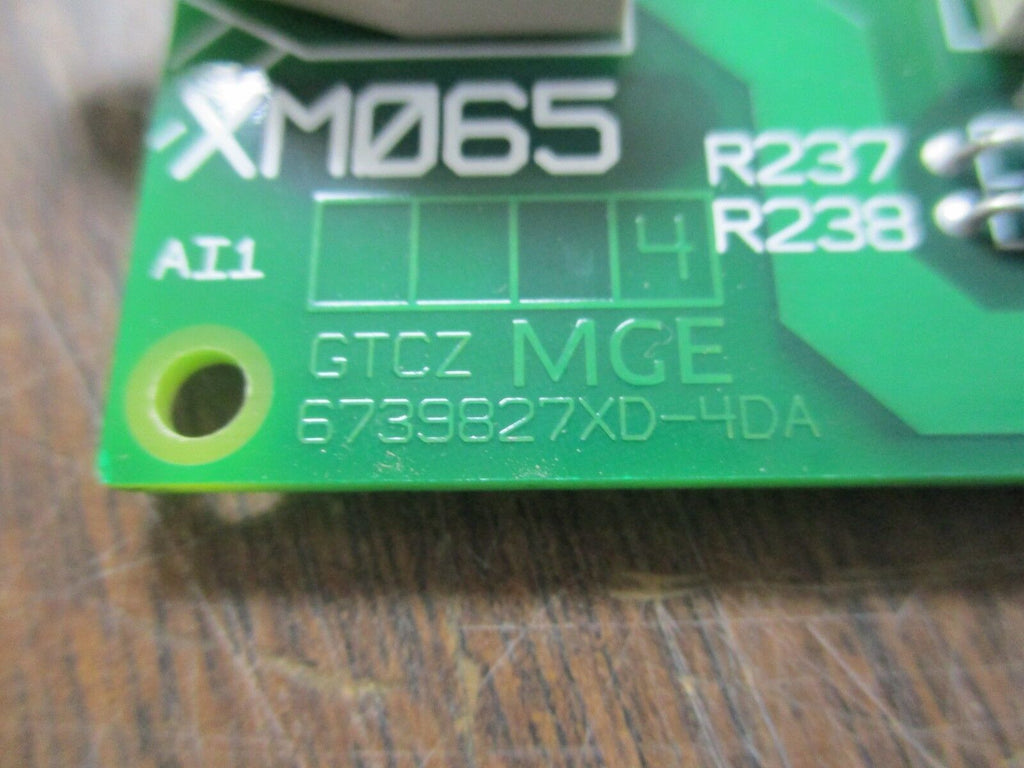 XM065
R237
R238
AI1
4
GTCZ MGE
6739827XD-4DA